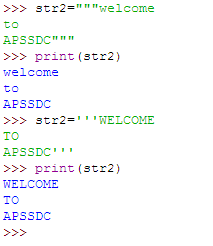 >>> str2="""welcome
to
APSSDC"""
>>> print(str2)
welcome
to
APSSDC
>>> str2='''WELCOME
TO
APSSDC'''
>>> print(str2)
WELCOME
TO
APSSDC
>>>